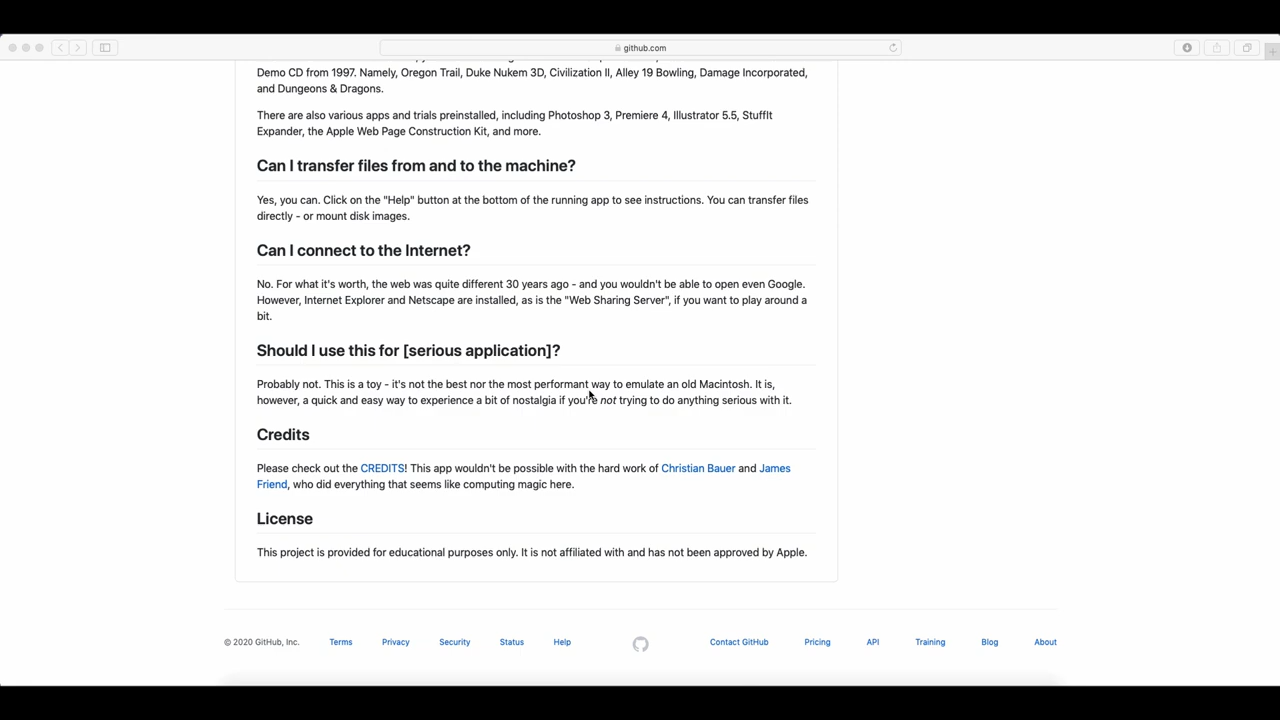 github.com
Demo CD from 1997. Namely, Oregon Trail, Duke Nukem 3D, Civilization II, Alley 19 Bowling, Damage Incorporated,
and Dungeons & Dragons.
There are also various apps and trials preinstalled, including Photoshop 3, Premiere 4, Illustrator 5.5, StuffIt
Expander, the Apple Web Page Construction Kit, and more.
Can I transfer files from and to the machine?
Yes, you can. Click on the "Help" button at the bottom of the running app to see instructions. You can transfer files
directly - or mount disk images.
Can I connect to the Internet?
No. For what it's worth, the web was quite different 30 years ago - and you wouldn't be able to open even Google.
However, Internet Explorer and Netscape are installed, as is the "Web Sharing Server", if you want to play around a
bit.
Should I use this for [serious application]?
Probably not. This is a toy - it's not the best nor the most performant way to emulate an old Macintosh. It is,
however, a quick and easy way to experience a bit of nostalgia if you're not trying to do anything serious with it.
Credits
Please check out the CREDITS! This app wouldn't be possible with the hard work of Christian Bauer and James
Friend, who did everything that seems like computing magic here.
License
This project is provided for educational purposes only. It is not affiliated with and has not been approved by Apple.
© 2020 GitHub, Inc. Terms Privacy Security Status Help Contact GitHub Pricing API Training Blog About